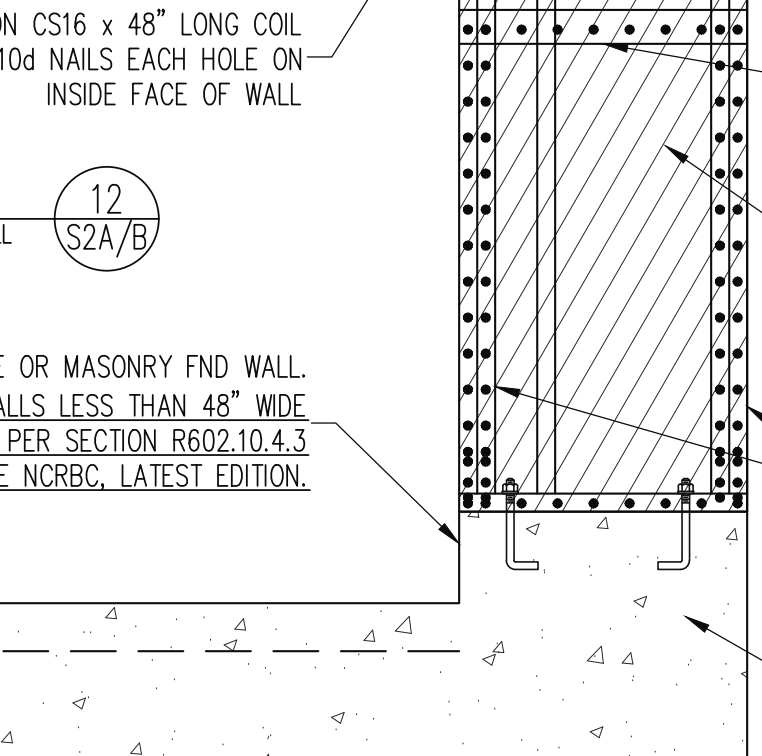 ON CS16 x 48" LONG COIL
10d NAILS EACH HOLE ON
INSIDE FACE OF WALL
12
S2A/B
OR MASONRY FND WALL.
LESS THAN 48" WIDE
PER SECTION R602.10.4.3
NCRBC, LATEST EDITION.